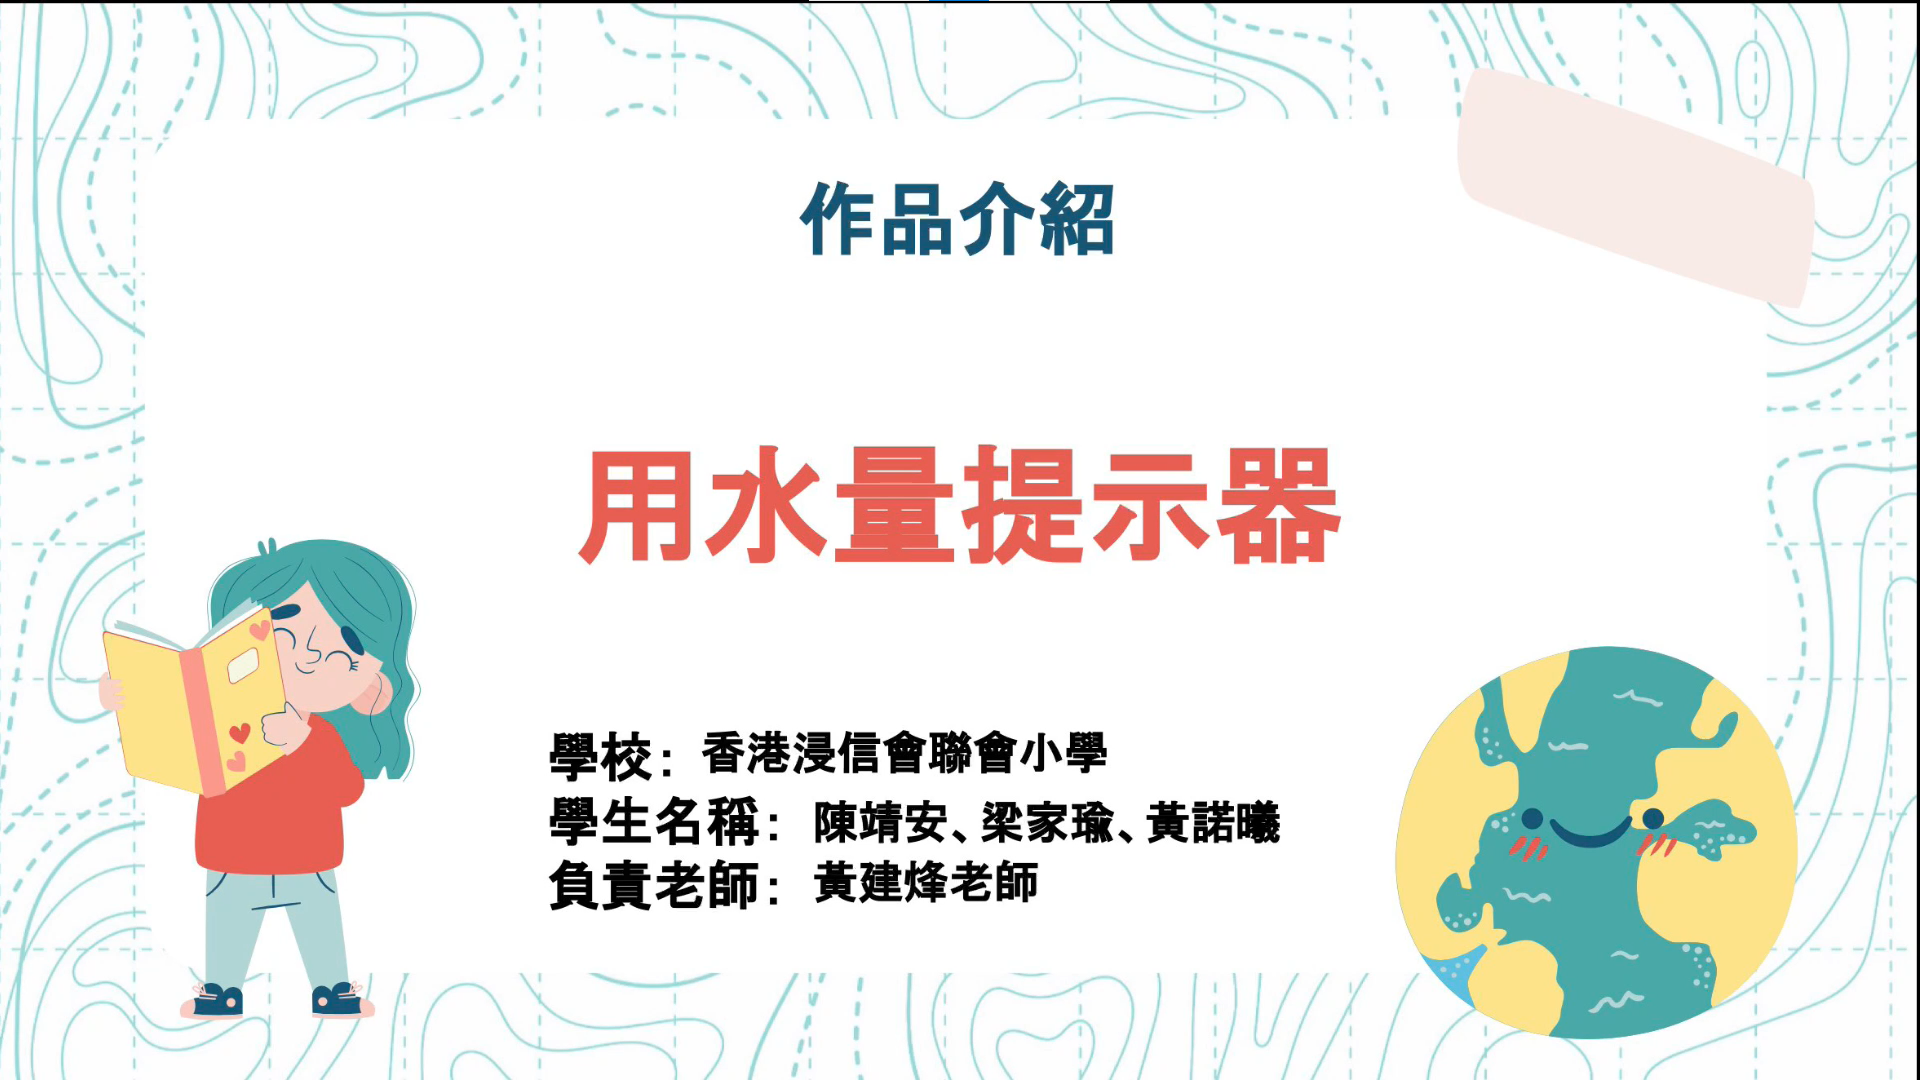 作品介紹
用水量提示器
學校：香港浸信會聯會小學
學生名稱：陳靖安、梁家瑜、黃諾曦
負責老師：黃建烽老師